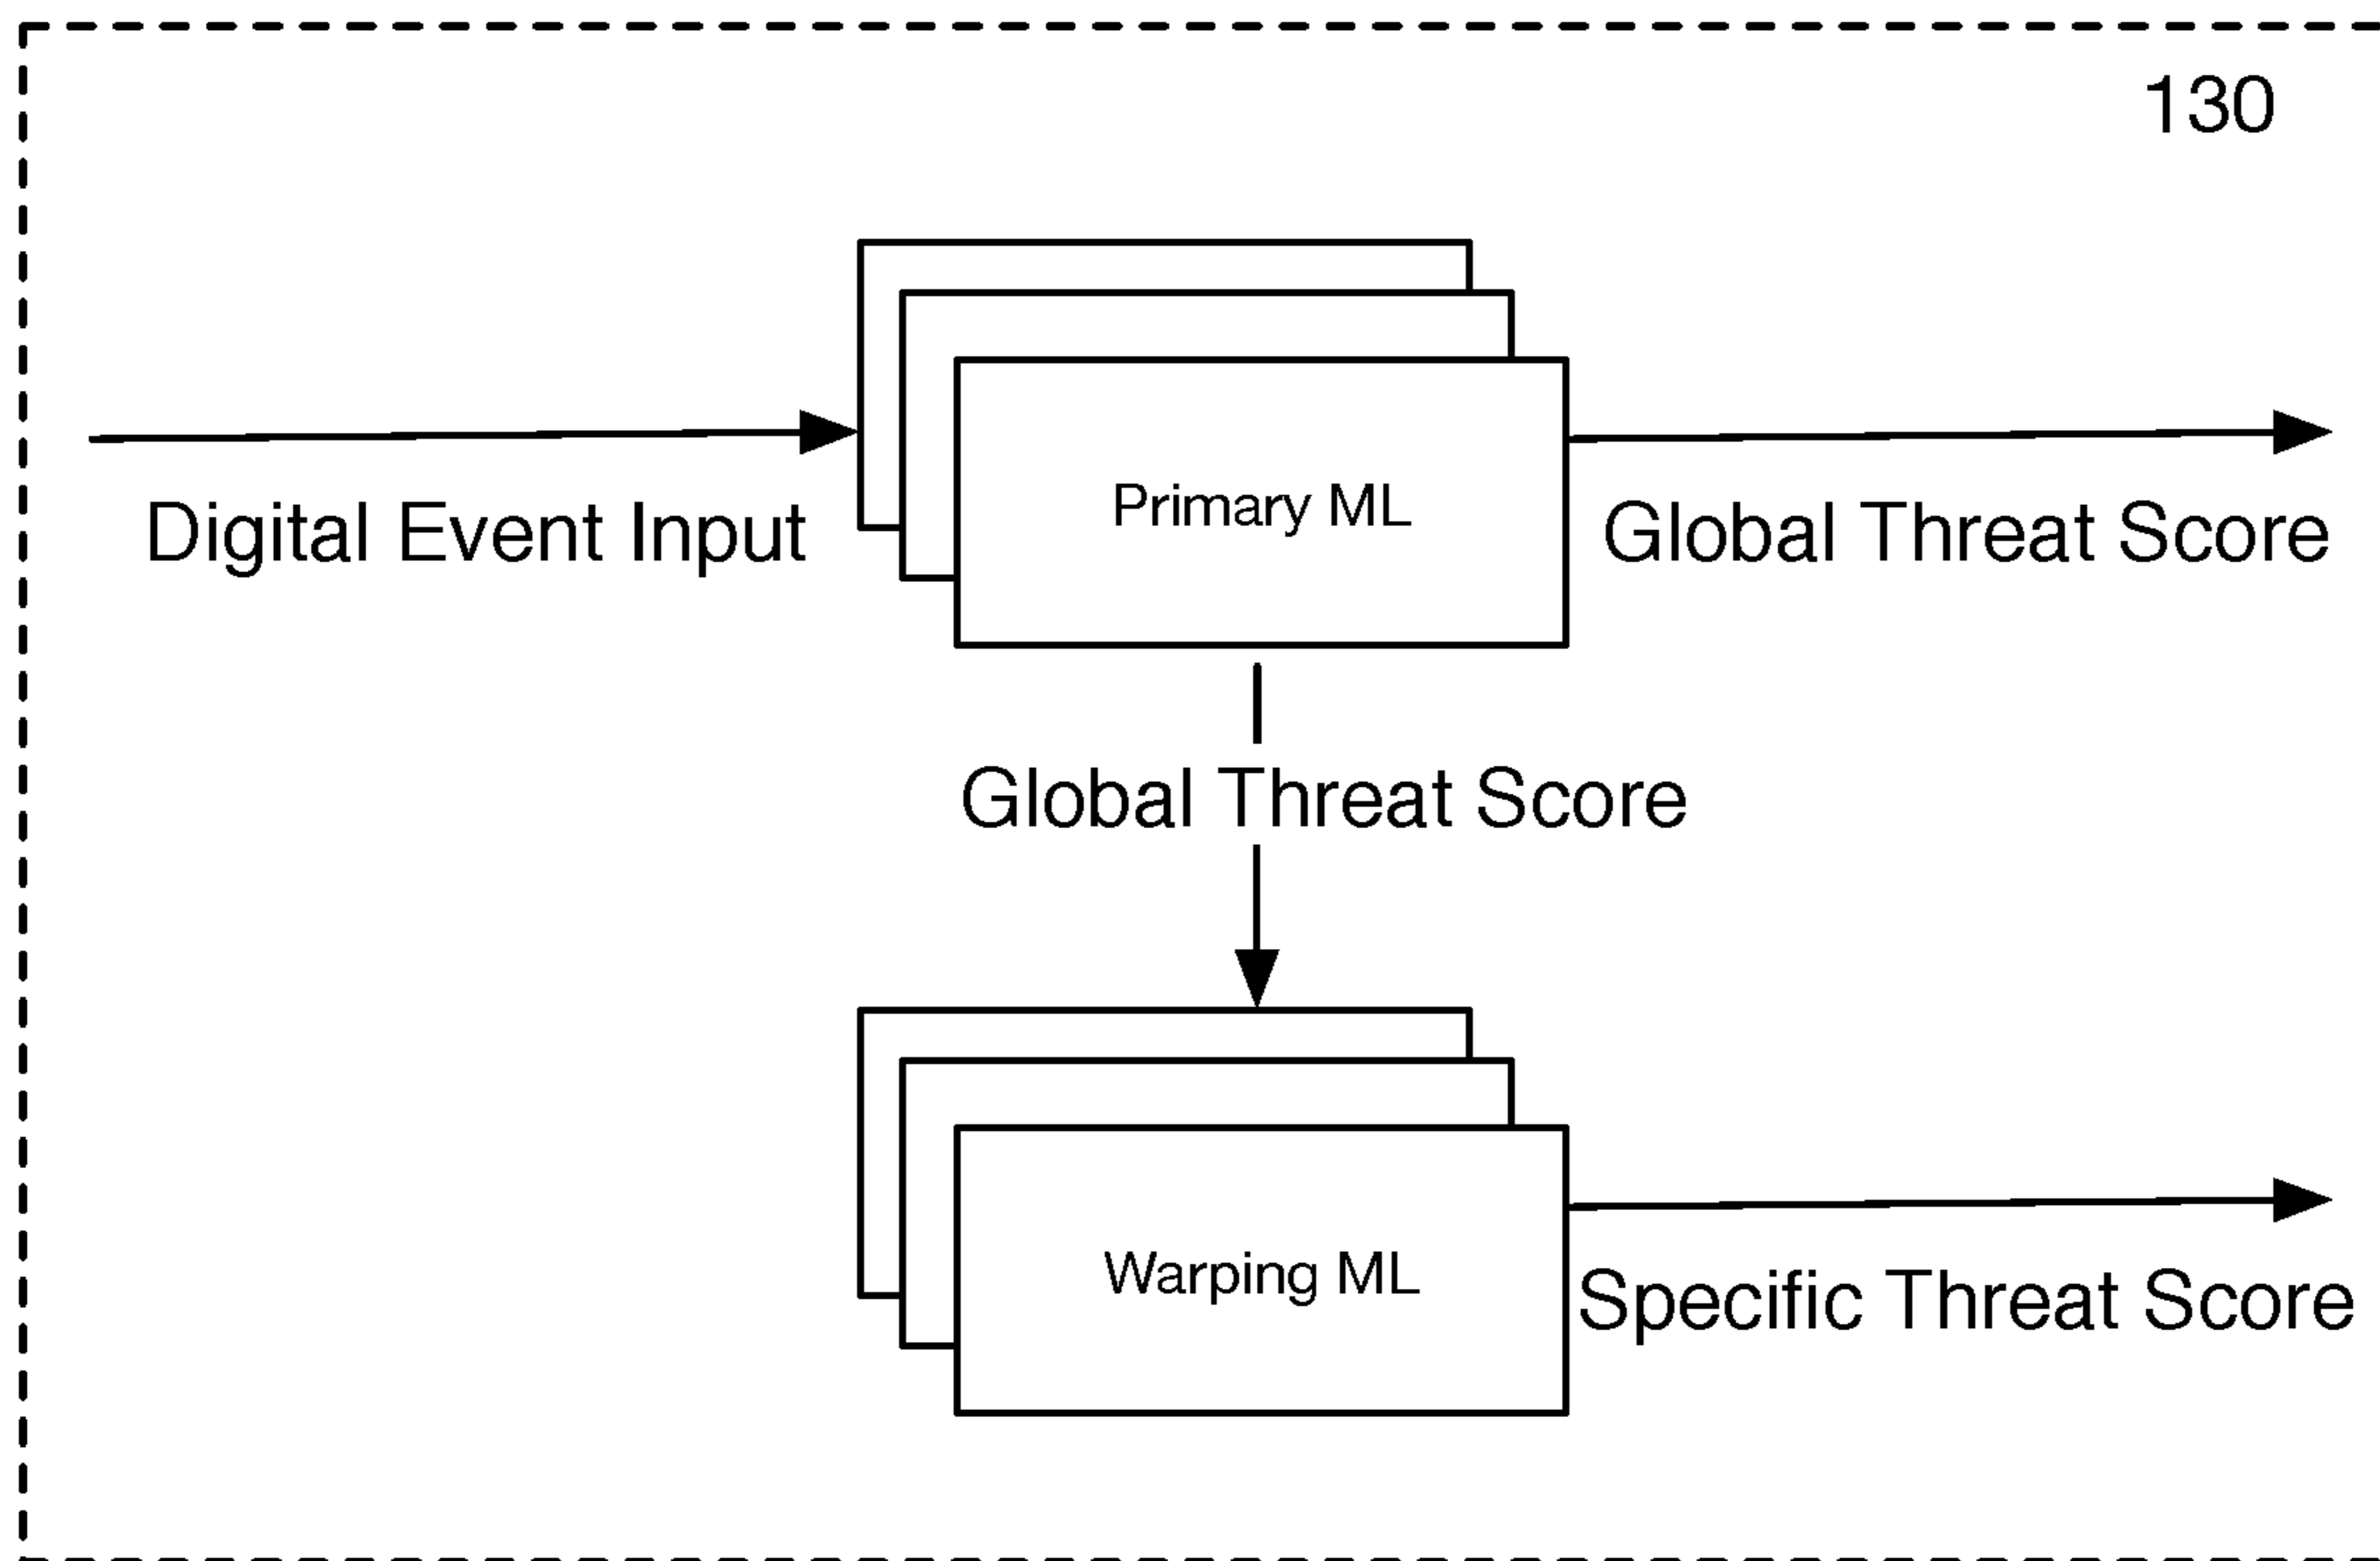 130
Primary ML
Digital Event Input
Global Threat Score
Global Threat Score
Warping ML
Specific Threat Score